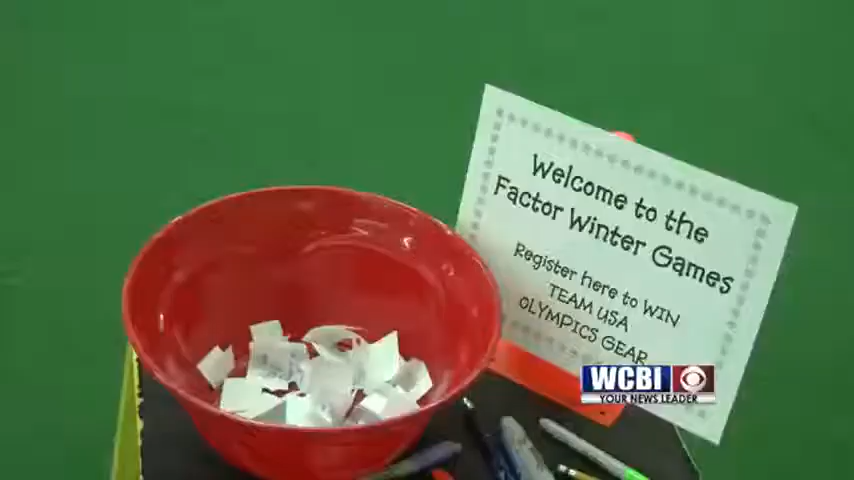 Welcome to the
Factor Winter Games
Register here to WIN
TEAM USA
OLYMPICS GEAR
WCBI
YOUR NEWS LEADER